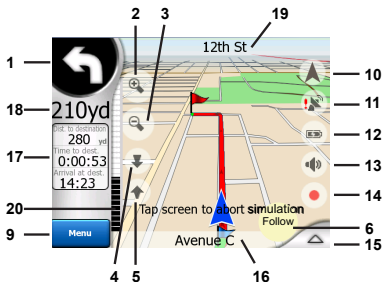 2
3
19
12th St
1
10
11
18
210yd
Dist. to destination
280 yd
12
17
Time to dest.
0:00:53
Arrival at dest.
14:23
13
14
20
Tap screen to abort simulation
Follow
6
9
Menu
Avenue C
15
4
5
16